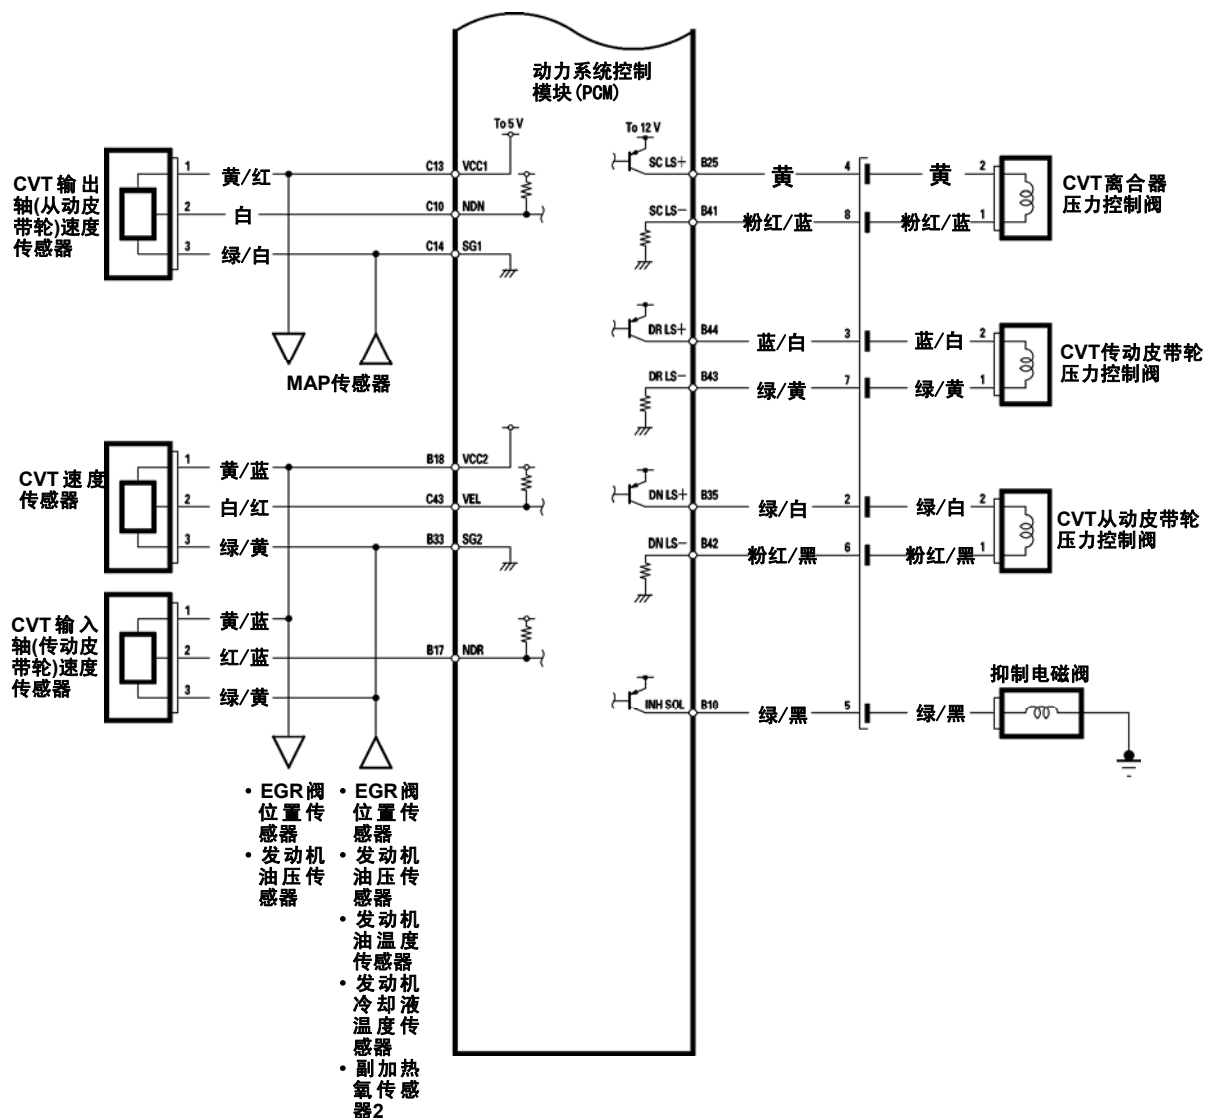 动力系统控制
模块(PCM)
To 5 V
To 12 V
CVT 输出
轴(从动皮
带轮)速度
传感器
1 黄/红 C13 VCC1
2 白 C10 NDN
3 绿/白 C14 SG1
MAP传感器
CVT 速度
传感器
1 黄/蓝 B18 VCC2
2 白/红 C43 VEL
3 绿/黄 B33 SG2
CVT 输入
轴(传动皮
带轮)速度
传感器
1 黄/蓝
2 红/蓝 B17 NDR
3 绿/黄
• EGR阀
位置传
感器
• 发动机
油压传
感器
• EGR阀
位置传
感器
• 发动机
油压传
感器
• 发动机
油温度
传感器
• 发动机
冷却液
温度传
感器
• 副加热
氧传感
器2
SC LS+ B25 黄 4 黄 2
SC LS− B41 粉红/蓝 8 粉红/蓝 1
CVT离合器
压力控制阀
DR LS+ B44 蓝/白 3 蓝/白 2
DR LS− B43 绿/黄 7 绿/黄 1
CVT传动皮带轮
压力控制阀
DN LS+ B35 绿/白 2 绿/白 2
DN LS− B42 粉红/黑 6 粉红/黑 1
CVT从动皮带轮
压力控制阀
抑制电磁阀
INH SOL B10 绿/黑 5 绿/黑